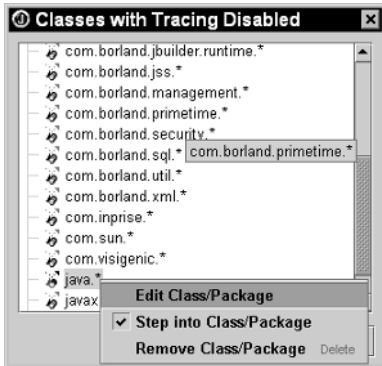 Classes with Tracing Disabled
com.borland.jbuilder.runtime.*
com.borland.jss.*
com.borland.management.*
com.borland.primetime.*
com.borland.security.*
com.borland.sql.* com.borland.primetime.*
com.borland.util.*
com.borland.xml.*
com.inprise.*
com.sun.*
com.visigenic.*
java.*
Edit Class/Package
javax
Step into Class/Package
Remove Class/Package Delete